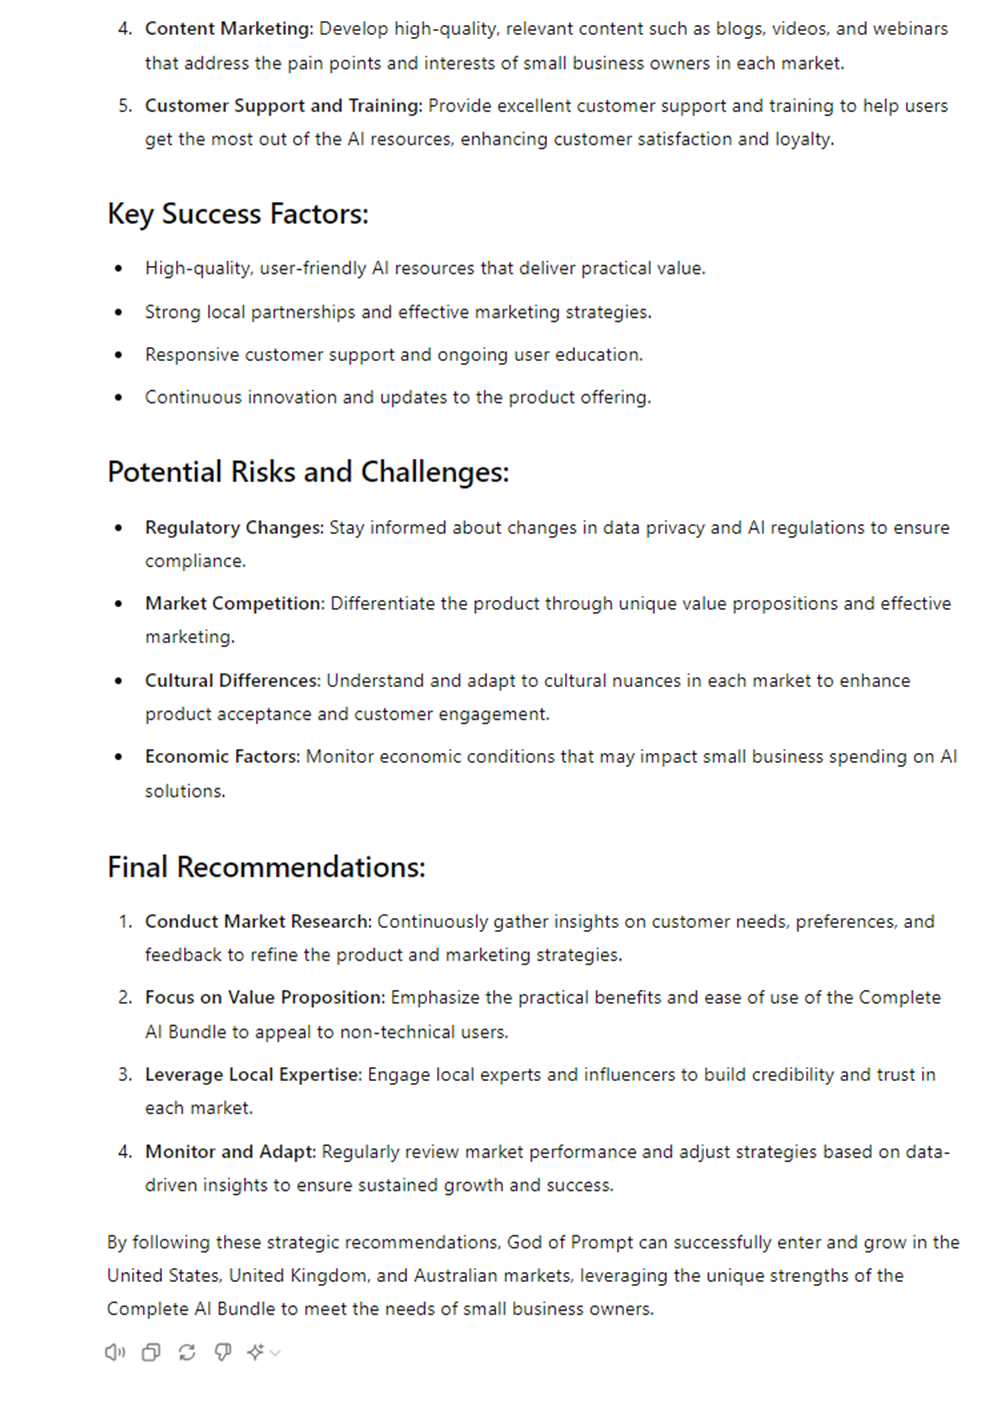 4. Content Marketing: Develop high-quality, relevant content such as blogs, videos, and webinars
that address the pain points and interests of small business owners in each market.
5. Customer Support and Training: Provide excellent customer support and training to help users
get the most out of the AI resources, enhancing customer satisfaction and loyalty.
Key Success Factors:
• High-quality, user-friendly AI resources that deliver practical value.
• Strong local partnerships and effective marketing strategies.
• Responsive customer support and ongoing user education.
• Continuous innovation and updates to the product offering.
Potential Risks and Challenges:
• Regulatory Changes: Stay informed about changes in data privacy and AI regulations to ensure
compliance.
• Market Competition: Differentiate the product through unique value propositions and effective
marketing.
• Cultural Differences: Understand and adapt to cultural nuances in each market to enhance
product acceptance and customer engagement.
• Economic Factors: Monitor economic conditions that may impact small business spending on AI
solutions.
Final Recommendations:
1. Conduct Market Research: Continuously gather insights on customer needs, preferences, and
feedback to refine the product and marketing strategies.
2. Focus on Value Proposition: Emphasize the practical benefits and ease of use of the Complete
AI Bundle to appeal to non-technical users.
3. Leverage Local Expertise: Engage local experts and influencers to build credibility and trust in
each market.
4. Monitor and Adapt: Regularly review market performance and adjust strategies based on data-
driven insights to ensure sustained growth and success.
By following these strategic recommendations, God of Prompt can successfully enter and grow in the
United States, United Kingdom, and Australian markets, leveraging the unique strengths of the
Complete AI Bundle to meet the needs of small business owners.